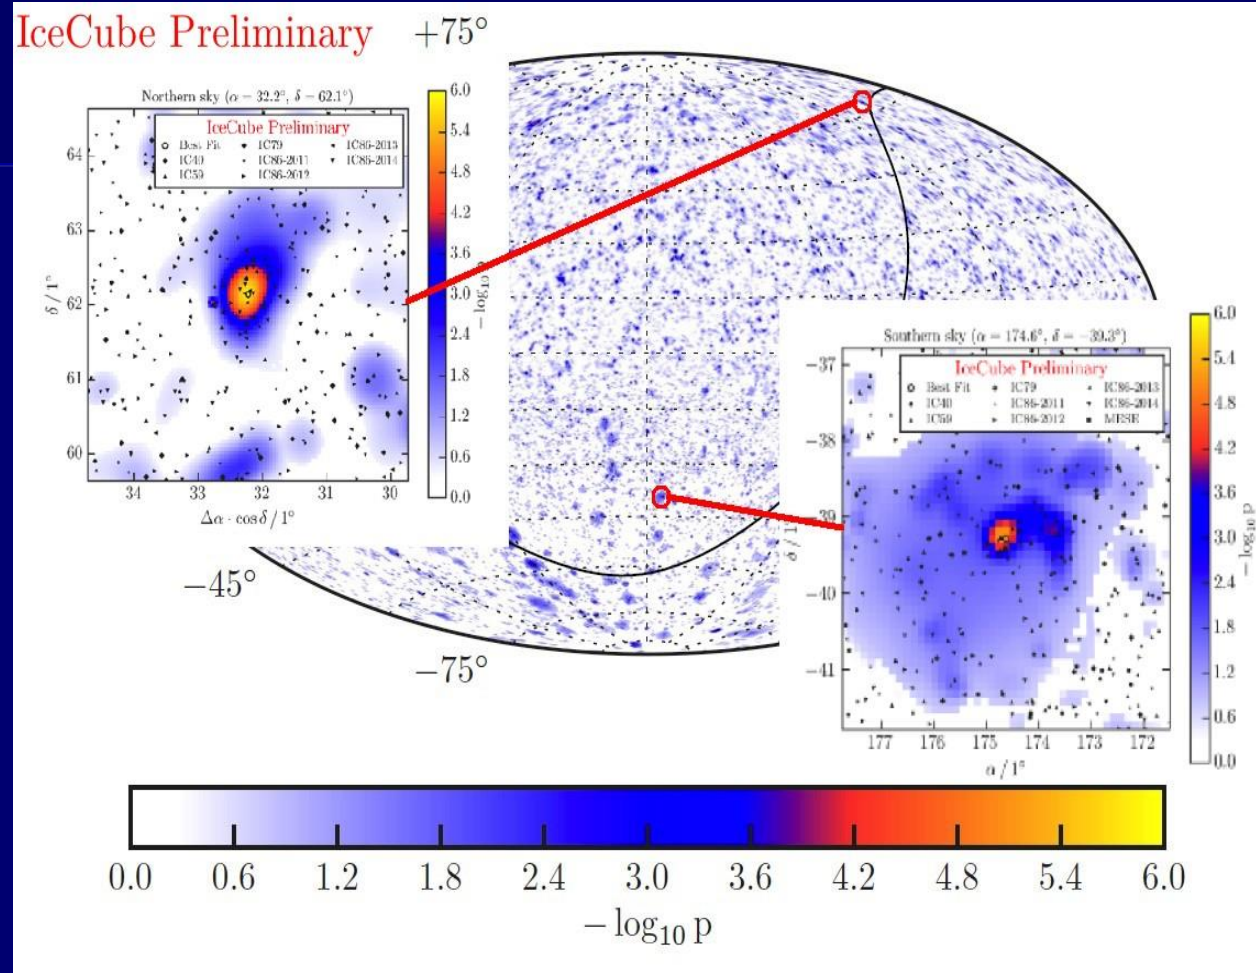 IceCube Preliminary
+75°
Northern sky (α = 32.2°, δ = 62.1°)
IceCube Preliminary
Best Fit
IC40
IC59
IC79
IC86-2011
IC86-2012
IC86-2013
IC86-2014
64
63
62
61
60
δ / 1°
34 33 32 31 30
Δα · cos δ / 1°
6.0
5.4
4.8
4.2
3.6
3.0
2.4
1.8
1.2
0.6
0.0
− log₁₀ p
Southern sky (α = 174.6°, δ = −39.3°)
IceCube Preliminary
Best Fit
IC40
IC59
IC79
IC86-2011
IC86-2012
IC86-2013
IC86-2014
MESE
−37
−38
−39
−40
−41
δ / 1°
177 176 175 174 173 172
α / 1°
6.0
5.4
4.8
4.2
3.6
3.0
2.4
1.8
1.2
0.6
0.0
− log₁₀ p
−45°
−75°
0.0 0.6 1.2 1.8 2.4 3.0 3.6 4.2 4.8 5.4 6.0
− log₁₀ p